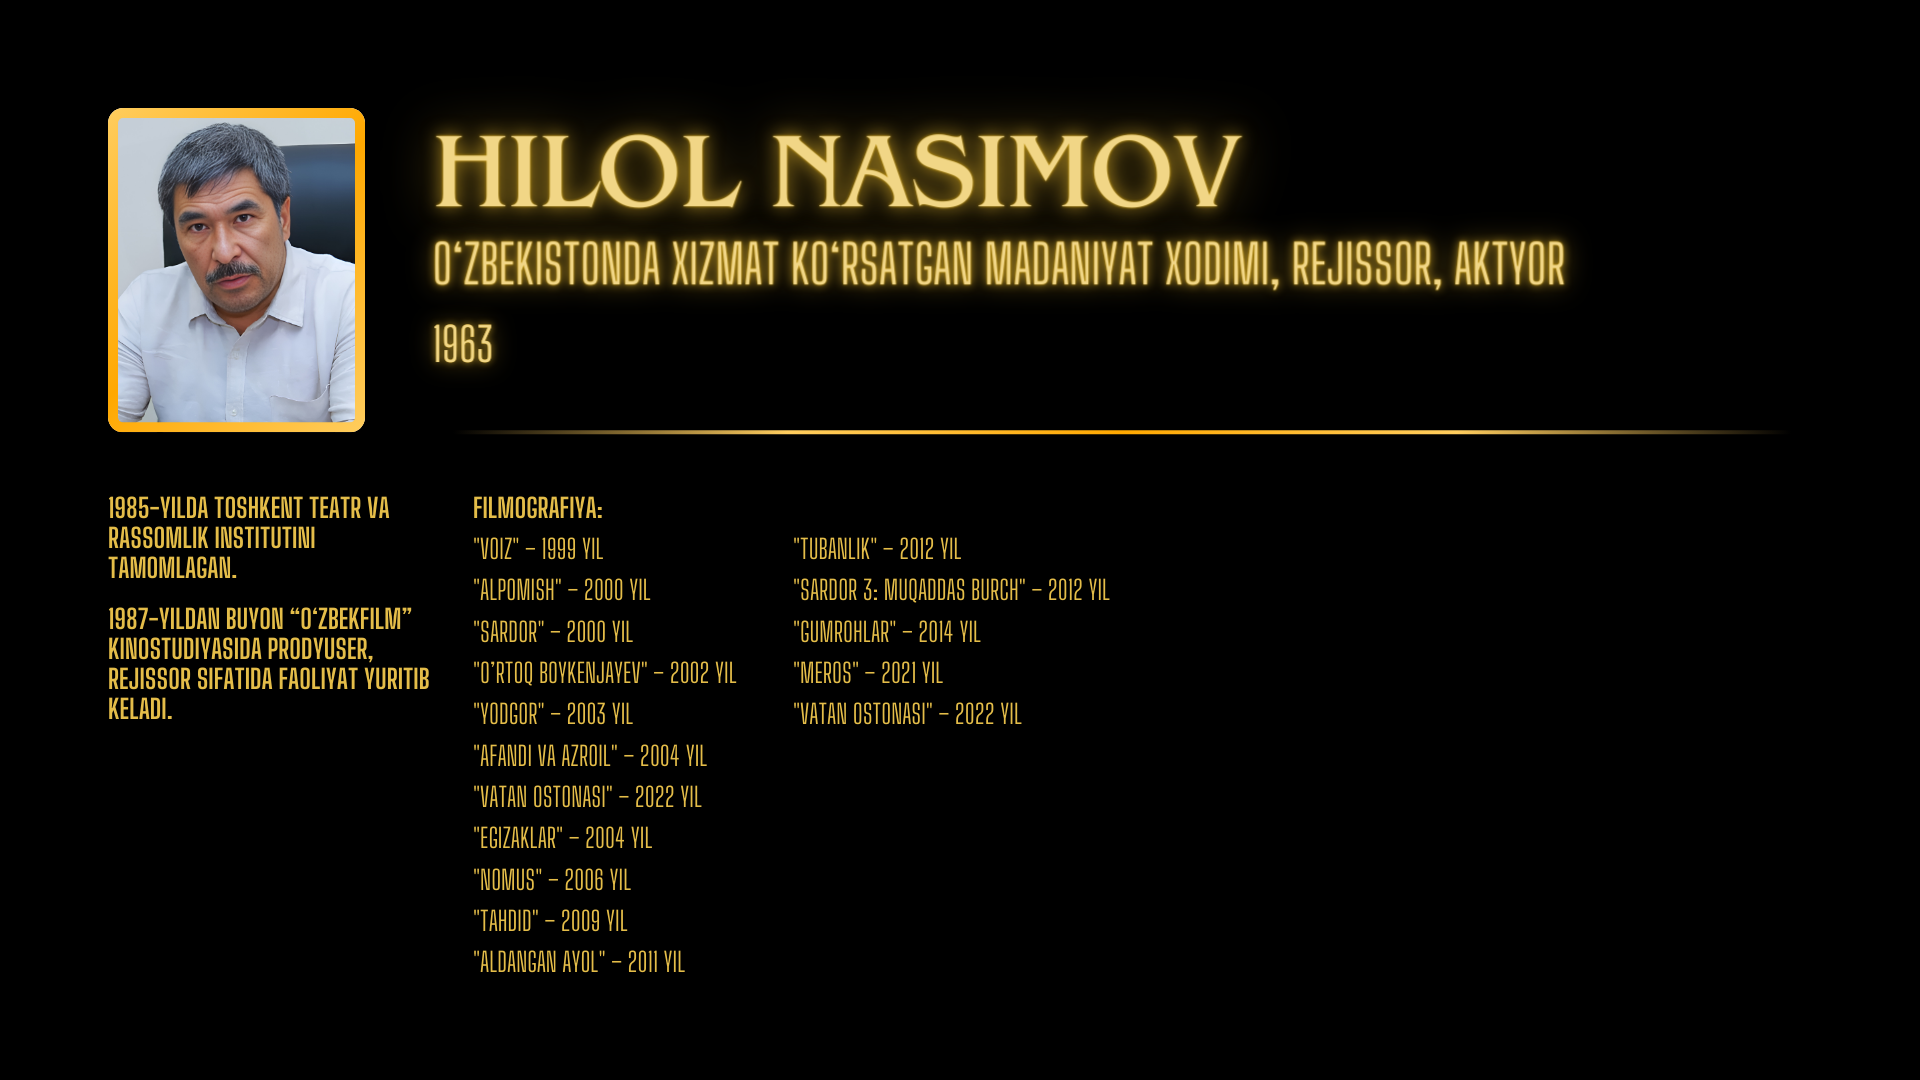 HILOL NASIMOV
O‘ZBEKISTONDA XIZMAT KO‘RSATGAN MADANIYAT XODIMI, REJISSOR, AKTYOR
1963
1985-YILDA TOSHKENT TEATR VA
RASSOMLIK INSTITUTINI
TAMOMLAGAN.
1987-YILDAN BUYON “O‘ZBEKFILM”
KINOSTUDIYASIDA PRODYUSER,
REJISSOR SIFATIDA FAOLIYAT YURITIB
KELADI.
FILMOGRAFIYA:
"VOIZ" – 1999 YIL
"ALPOMISH" – 2000 YIL
"SARDOR" – 2000 YIL
"O’RTOQ BOYKENJAYEV" – 2002 YIL
"YODGOR" – 2003 YIL
"AFANDI VA AZROIL" – 2004 YIL
"VATAN OSTONASI" – 2022 YIL
"EGIZAKLAR" – 2004 YIL
"NOMUS" – 2006 YIL
"TAHDID" – 2009 YIL
"ALDANGAN AYOL" – 2011 YIL
"TUBANLIK" – 2012 YIL
"SARDOR 3: MUQADDAS BURCH" – 2012 YIL
"GUMROHLAR" – 2014 YIL
"MEROS" – 2021 YIL
"VATAN OSTONASI" – 2022 YIL